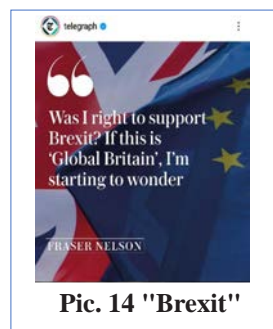 telegraph
Was I right to support
Brexit? If this is
'Global Britain', I'm
starting to wonder
FRASER NELSON
Pic. 14 "Brexit"